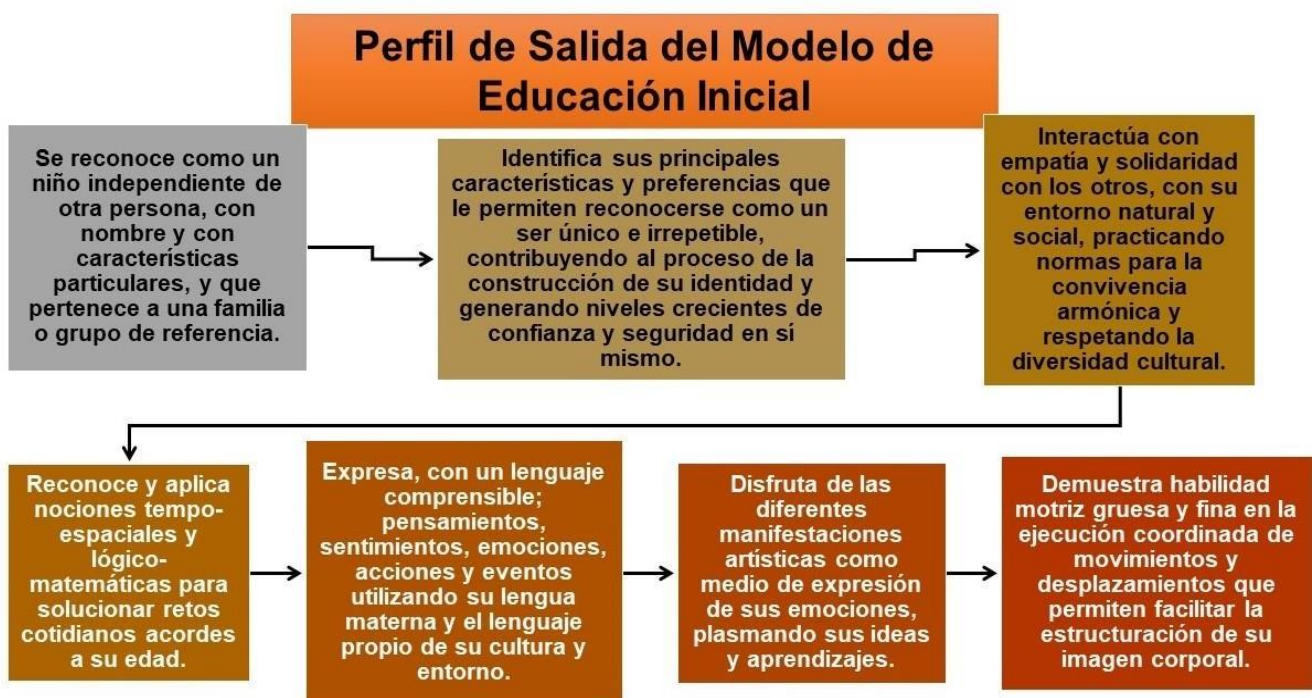 Perfil de Salida del Modelo de
Educación Inicial
Se reconoce como un
niño independiente de
otra persona, con
nombre y con
características
particulares, y que
pertenece a una familia
o grupo de referencia.
Identifica sus principales
características y preferencias que
le permiten reconocerse como un
ser único e irrepetible,
contribuyendo al proceso de la
construcción de su identidad y
generando niveles crecientes de
confianza y seguridad en sí
mismo.
Interactúa con
empatía y solidaridad
con los otros, con su
entorno natural y
social, practicando
normas para la
convivencia
armónica y
respetando la
diversidad cultural.
Reconoce y aplica
nociones tempo-
espaciales y
lógico-
matemáticas para
solucionar retos
cotidianos acordes
a su edad.
Expresa, con un lenguaje
comprensible;
pensamientos,
sentimientos, emociones,
acciones y eventos
utilizando su lengua
materna y el lenguaje
propio de su cultura y
entorno.
Disfruta de las
diferentes
manifestaciones
artísticas como
medio de expresión
de sus emociones,
plasmando sus ideas
y aprendizajes.
Demuestra habilidad
motriz gruesa y fina en la
ejecución coordinada de
movimientos y
desplazamientos que
permiten facilitar la
estructuración de su
imagen corporal.